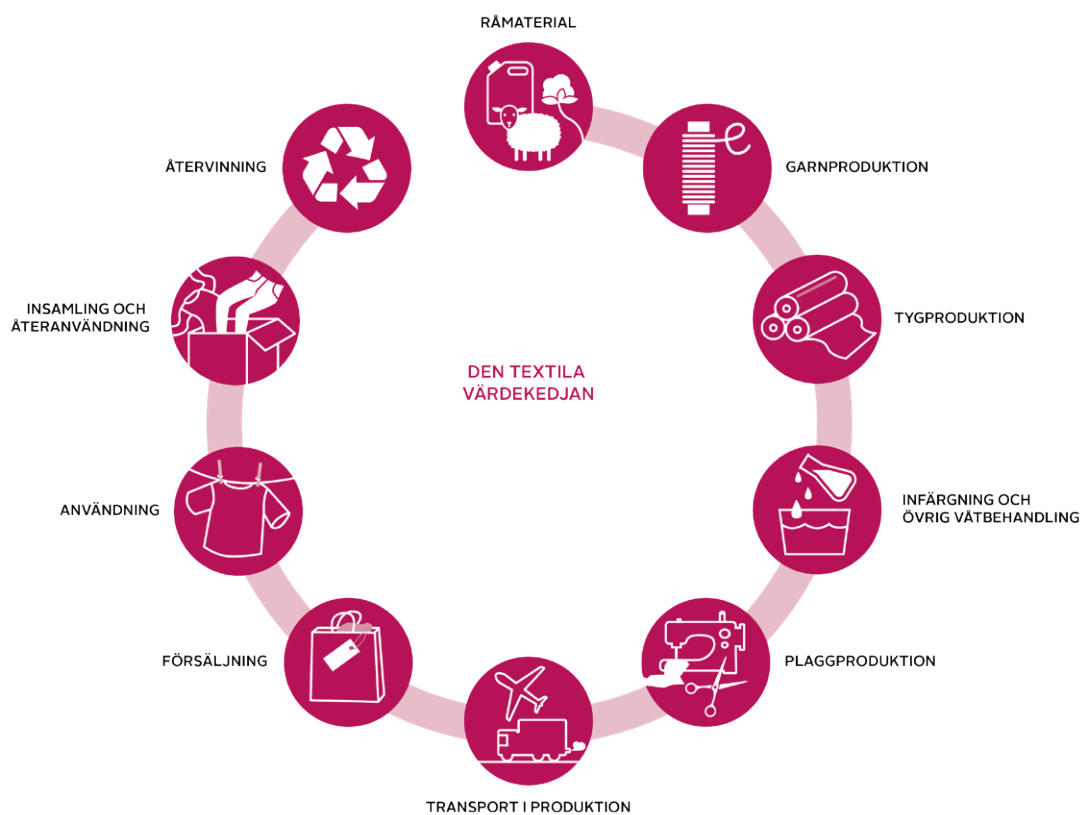 RÅMATERIAL
GARNPRODUKTION
TYGPRODUKTION
INFÄRGNING OCH
ÖVRIG VÅTBEHANDLING
PLAGGPRODUKTION
TRANSPORT I PRODUKTION
FÖRSÄLJNING
ANVÄNDNING
INSAMLING OCH
ÅTERANVÄNDNING
ÅTERVINNING
DEN TEXTILA
VÄRDEKEDJAN